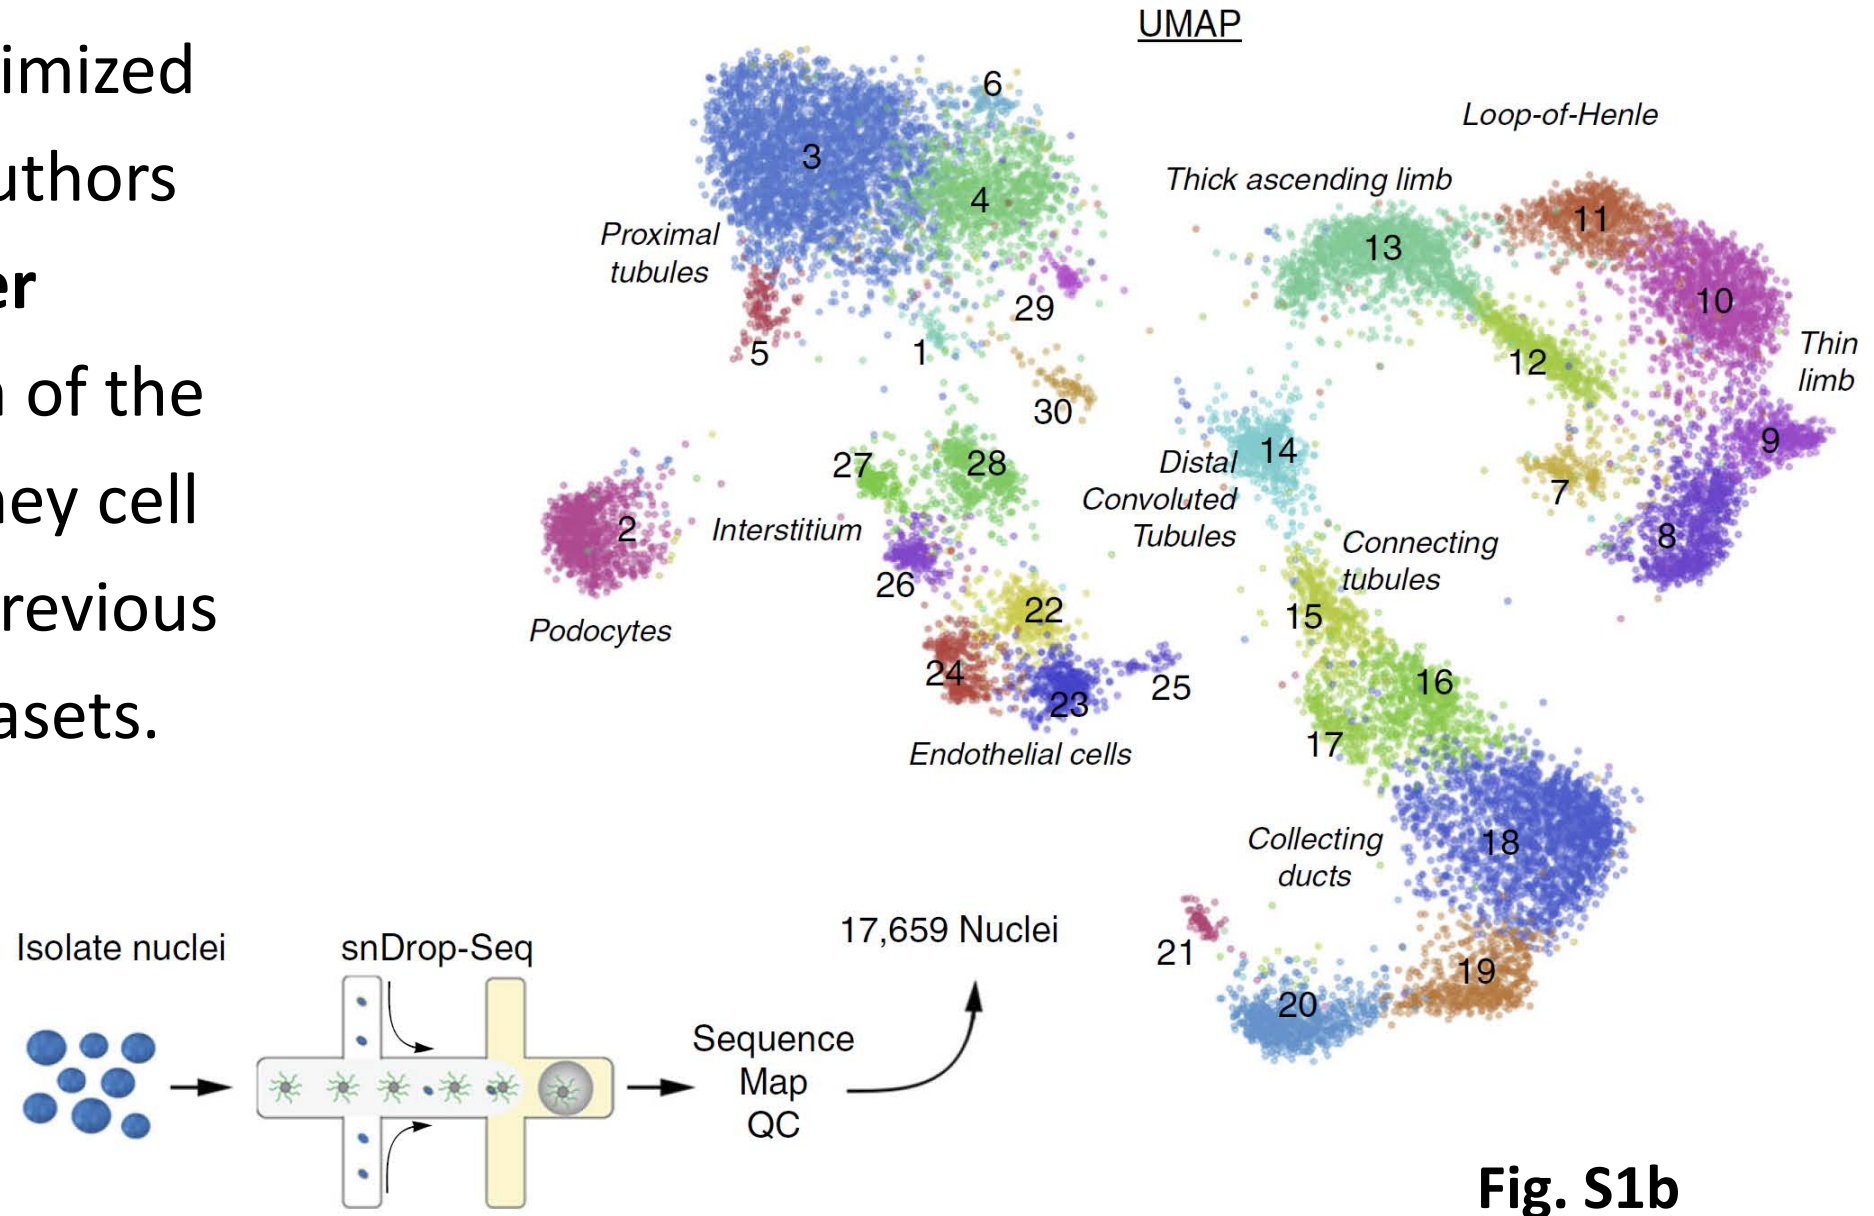 imized
uthors
er
of the
ey cell
revious
asets.
UMAP
6
Loop-of-Henle
3
Thick ascending limb
4
11
Proximal
tubules
13
10
29
5
1
12
Thin
limb
30
9
27
28
14
Distal
Convoluted
Tubules
7
2
Interstitium
8
Connecting
tubules
26
22
15
Podocytes
24
23
25
16
17
Endothelial cells
18
Collecting
ducts
21
19
20
Isolate nuclei
snDrop-Seq
17,659 Nuclei
Sequence
Map
QC
Fig. S1b